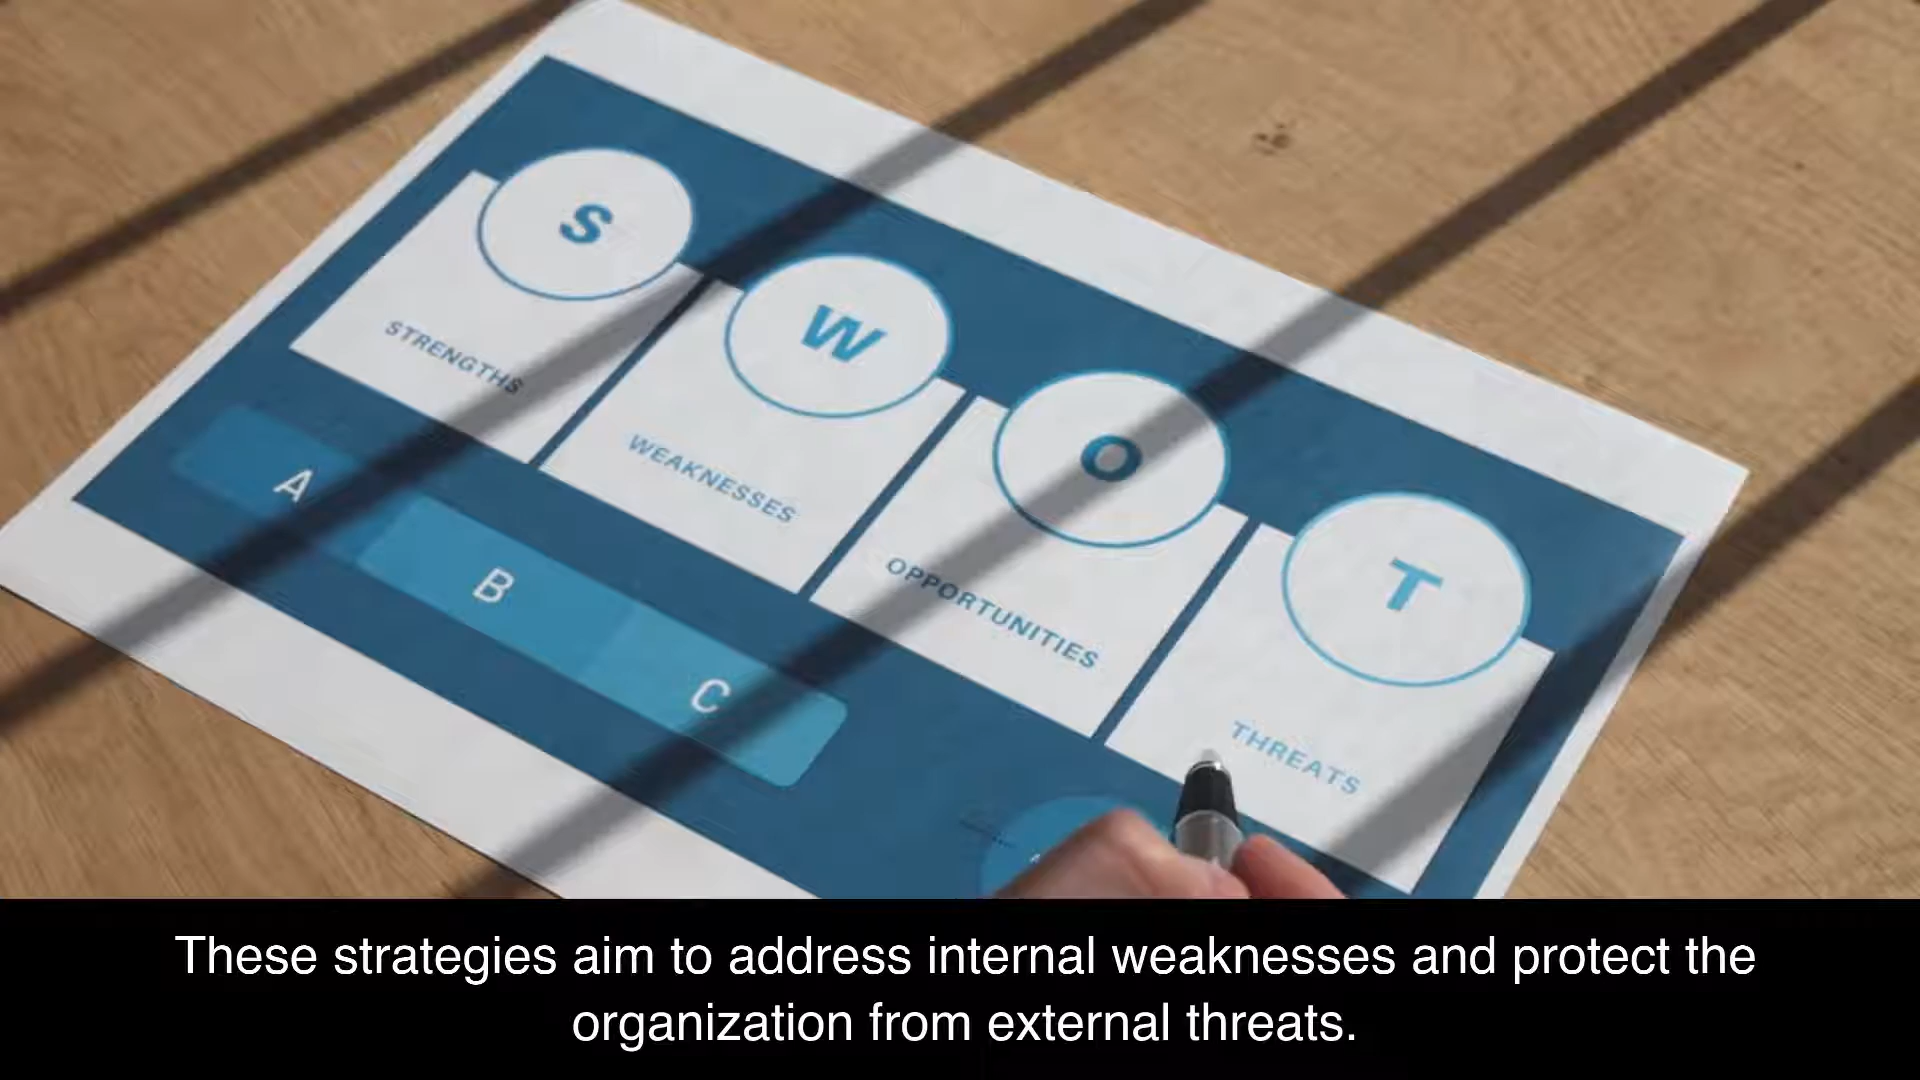 S
STRENGTHS
W
WEAKNESSES
O
OPPORTUNITIES
T
THREATS
A
B
C
These strategies aim to address internal weaknesses and protect the
organization from external threats.